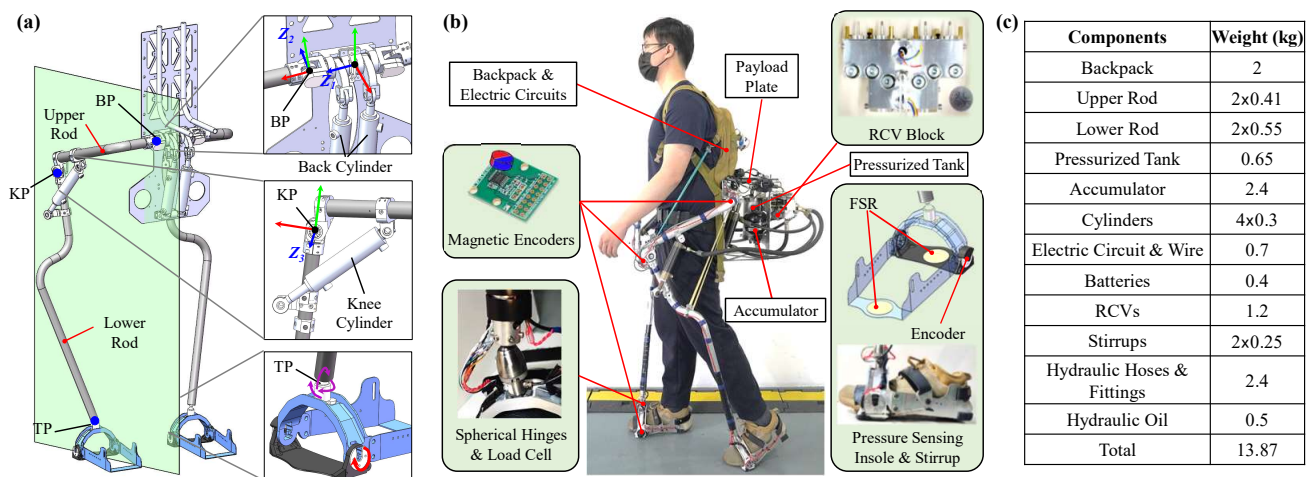 (a)
Z2
Z1
BP
BP
Upper
Rod
Back Cylinder
KP
KP
Z3
Knee
Cylinder
Lower
Rod
TP
TP
(b)
Backpack &
Electric Circuits
Payload
Plate
RCV Block
Pressurized Tank
Magnetic Encoders
FSR
Accumulator
Encoder
Spherical Hinges
& Load Cell
Pressure Sensing
Insole & Stirrup
(c)
Components Weight (kg)
Backpack 2
Upper Rod 2x0.41
Lower Rod 2x0.55
Pressurized Tank 0.65
Accumulator 2.4
Cylinders 4x0.3
Electric Circuit & Wire 0.7
Batteries 0.4
RCVs 1.2
Stirrups 2x0.25
Hydraulic Hoses &
Fittings 2.4
Hydraulic Oil 0.5
Total 13.87